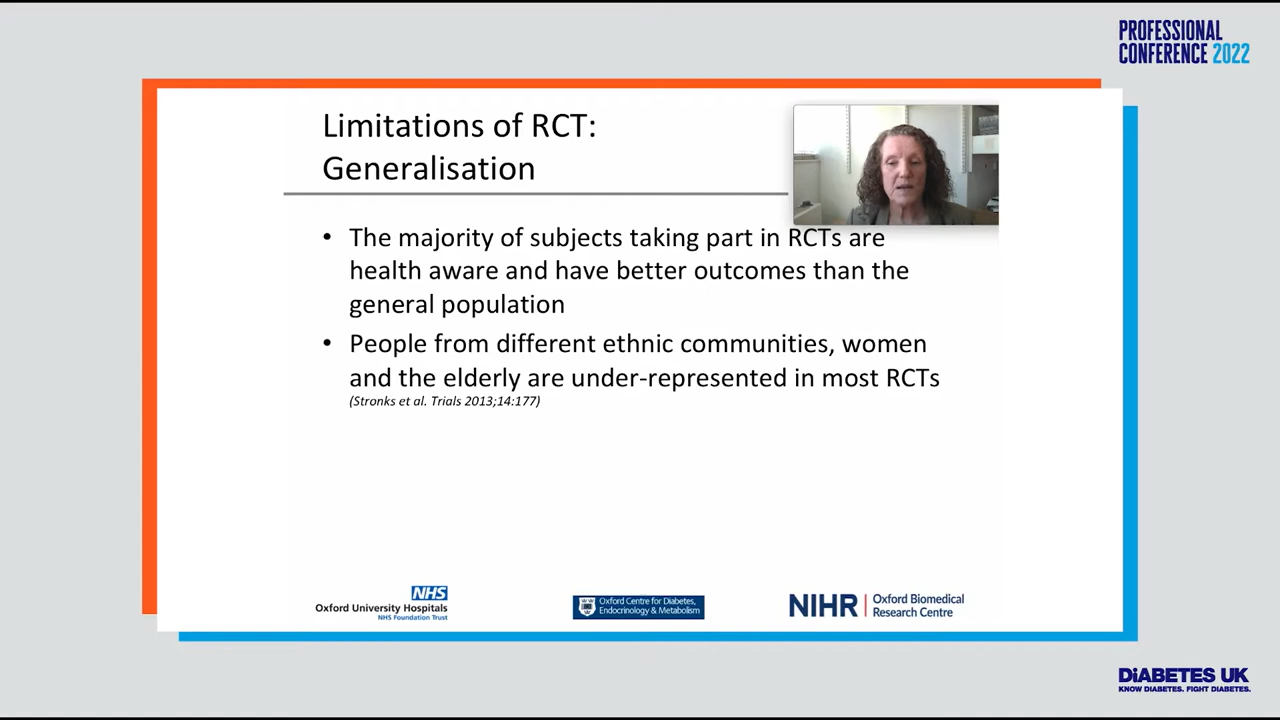 PROFESSIONAL
CONFERENCE 2022
Limitations of RCT:
Generalisation
• The majority of subjects taking part in RCTs are
health aware and have better outcomes than the
general population
• People from different ethnic communities, women
and the elderly are under-represented in most RCTs
(Stronks et al. Trials 2013;14:177)
NHS
Oxford University Hospitals
NHS Foundation Trust
Oxford Centre for Diabetes,
Endocrinology & Metabolism
NIHR | Oxford Biomedical
Research Centre
DiABETES UK
KNOW DIABETES. FIGHT DIABETES.